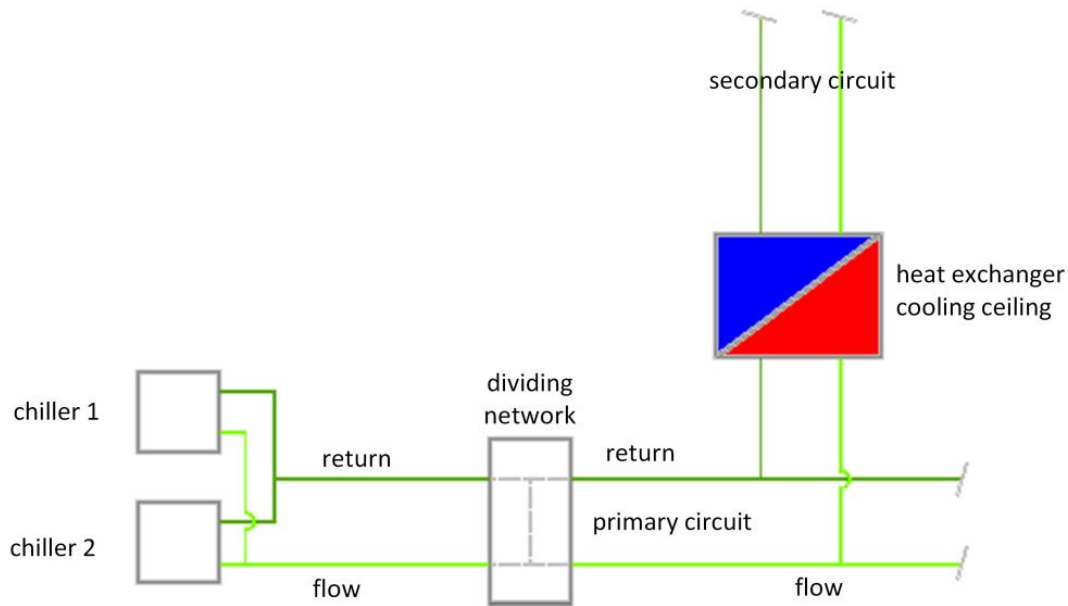 secondary circuit
heat exchanger
cooling ceiling
dividing
network
chiller 1
return
return
primary circuit
chiller 2
flow
flow